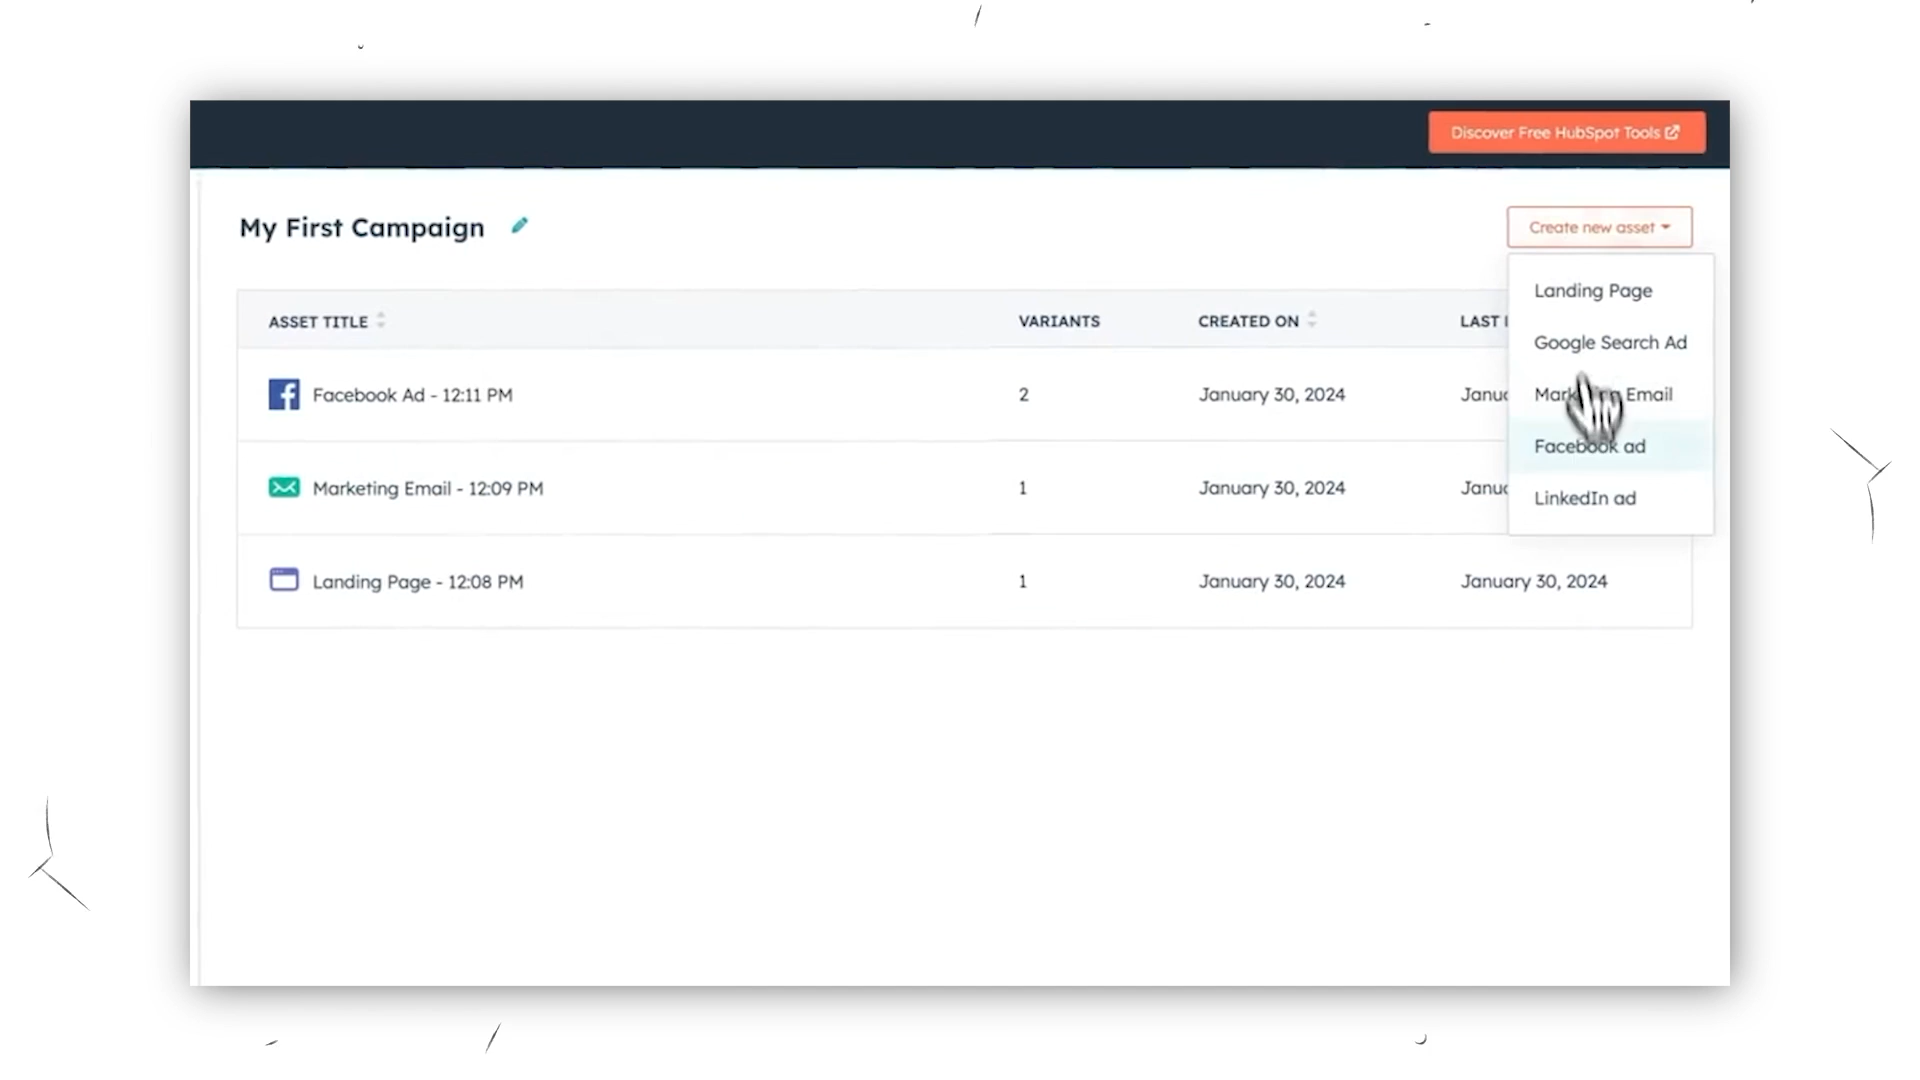 Discover Free HubSpot Tools
My First Campaign
Create new asset
Landing Page
Google Search Ad
Marketing Email
Facebook ad
LinkedIn ad
ASSET TITLE VARIANTS CREATED ON LAST
Facebook Ad - 12:11 PM 2 January 30, 2024
Marketing Email - 12:09 PM 1 January 30, 2024
Landing Page - 12:08 PM 1 January 30, 2024 January 30, 2024